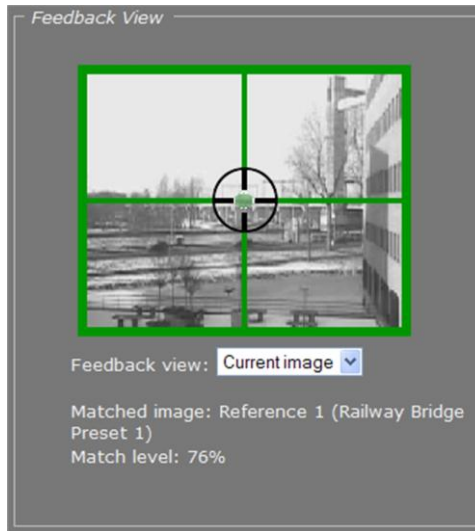 Feedback View
Feedback view: Current image
Matched image: Reference 1 (Railway Bridge
Preset 1)
Match level: 76%